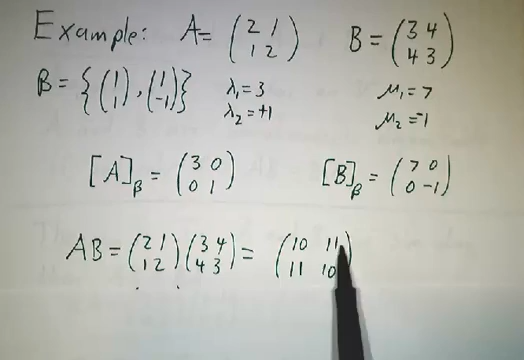 Example: A = (2 1 B = (3 4
1 2) 4 3)
β = {(1 , (1 λ₁ = 3 μ₁ = 7
1) -1)} λ₂ = +1 μ₂ = -1
[A]β = (3 0 [B]β = (7 0
0 1) 0 -1)
AB = (2 1 (3 4 = (10 11
1 2) 4 3) 11 10)